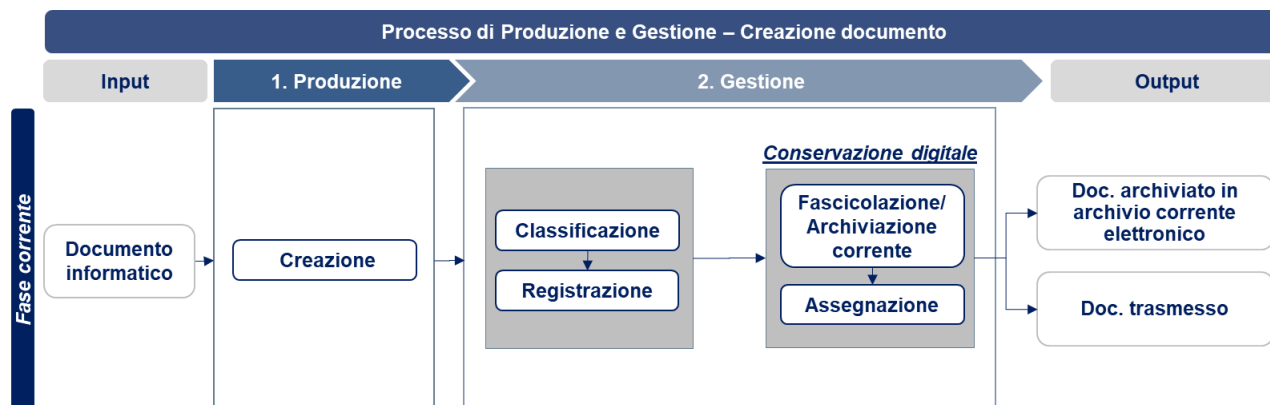 Processo di Produzione e Gestione – Creazione documento
Input
1. Produzione
2. Gestione
Output
Fase corrente
Documento
informatico
Creazione
Classificazione
Registrazione
Conservazione digitale
Fascicolazione/
Archiviazione
corrente
Assegnazione
Doc. archiviato in
archivio corrente
elettronico
Doc. trasmesso